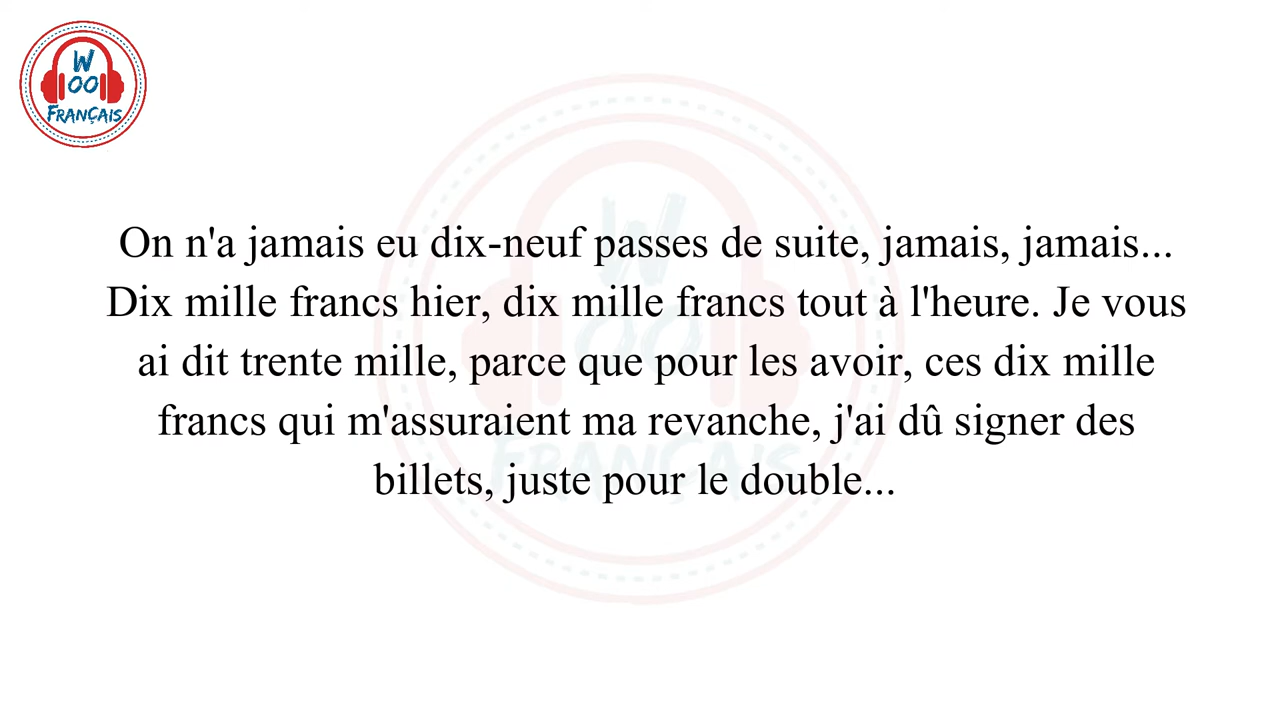 W
OO
FRANÇAIS
On n'a jamais eu dix-neuf passes de suite, jamais, jamais...
Dix mille francs hier, dix mille francs tout à l'heure. Je vous
ai dit trente mille, parce que pour les avoir, ces dix mille
francs qui m'assuraient ma revanche, j'ai dû signer des
billets, juste pour le double...
W
OO
FRANÇAIS